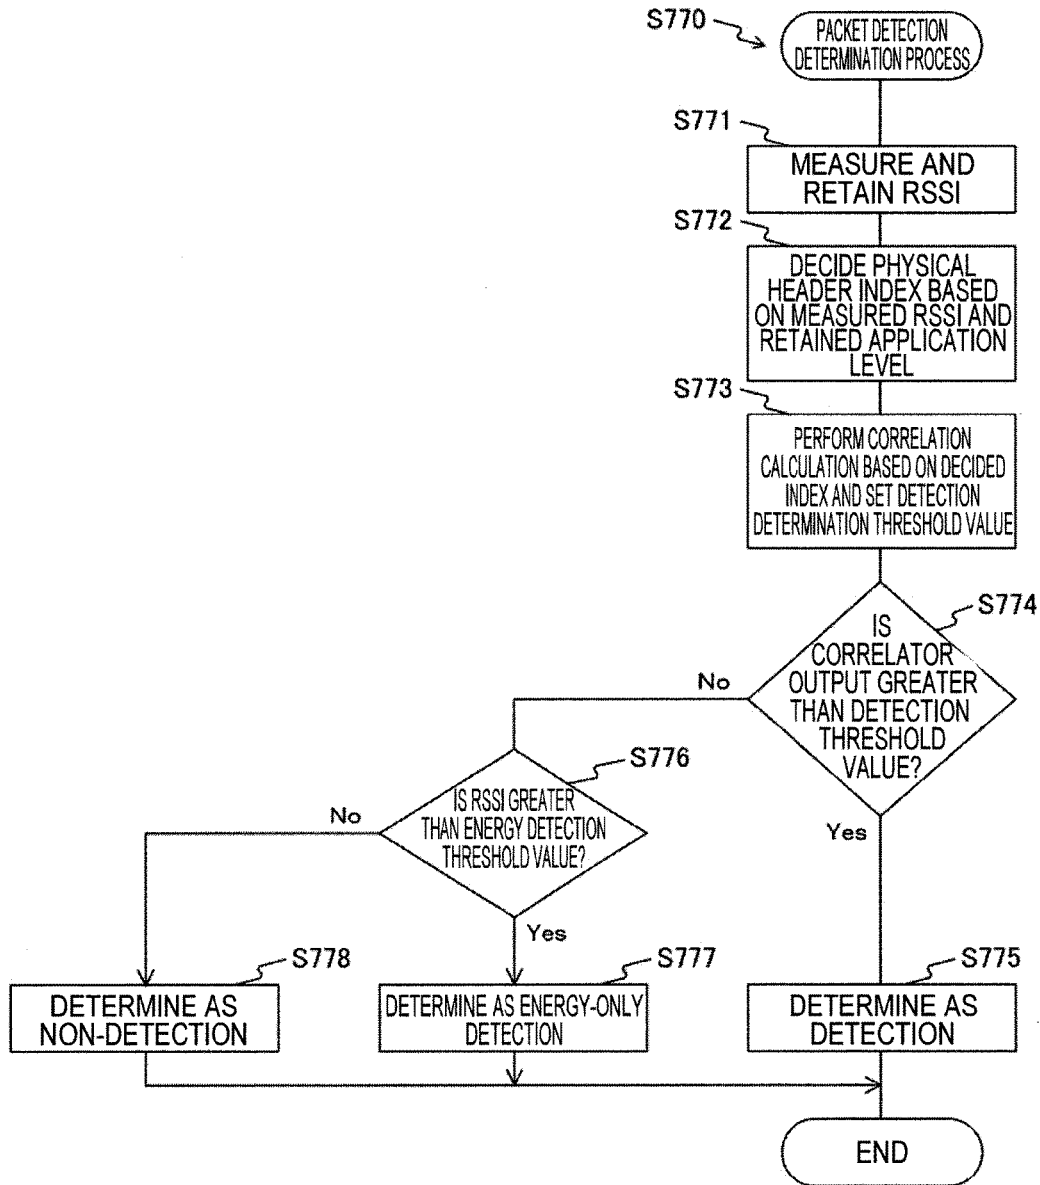 S770
PACKET DETECTION
DETERMINATION PROCESS
S771
MEASURE AND
RETAIN RSSI
S772
DECIDE PHYSICAL
HEADER INDEX BASED
ON MEASURED RSSI AND
RETAINED APPLICATION
LEVEL
S773
PERFORM CORRELATION
CALCULATION BASED ON DECIDED
INDEX AND SET DETECTION
DETERMINATION THRESHOLD VALUE
S774
IS
CORRELATOR
OUTPUT GREATER
THAN DETECTION
THRESHOLD
VALUE?
No
Yes
S776
IS RSSI GREATER
THAN ENERGY DETECTION
THRESHOLD VALUE?
No
Yes
S778
DETERMINE AS
NON-DETECTION
S777
DETERMINE AS ENERGY-ONLY
DETECTION
S775
DETERMINE AS
DETECTION
END